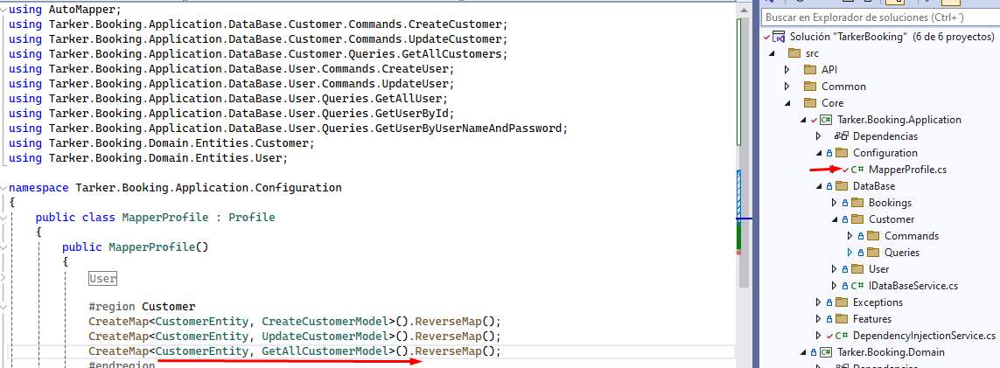 using AutoMapper;
using Tarker.Booking.Application.DataBase.Customer.Commands.CreateCustomer;
using Tarker.Booking.Application.DataBase.Customer.Commands.UpdateCustomer;
using Tarker.Booking.Application.DataBase.Customer.Queries.GetAllCustomers;
using Tarker.Booking.Application.DataBase.User.Commands.CreateUser;
using Tarker.Booking.Application.DataBase.User.Commands.UpdateUser;
using Tarker.Booking.Application.DataBase.User.Queries.GetAllUser;
using Tarker.Booking.Application.DataBase.User.Queries.GetUserById;
using Tarker.Booking.Application.DataBase.User.Queries.GetUserByUserNameAndPassword;
using Tarker.Booking.Domain.Entities.Customer;
using Tarker.Booking.Domain.Entities.User;
namespace Tarker.Booking.Application.Configuration
{
public class MapperProfile : Profile
{
public MapperProfile()
{
User
#region Customer
CreateMap<CustomerEntity, CreateCustomerModel>().ReverseMap();
CreateMap<CustomerEntity, UpdateCustomerModel>().ReverseMap();
CreateMap<CustomerEntity, GetAllCustomerModel>().ReverseMap();
#endregion
Buscar en Explorador de soluciones (Ctrl+´)
Solución "TarkerBooking" (6 de 6 proyectos)
src
API
Common
Core
Tarker.Booking.Application
Dependencias
Configuration
C# MapperProfile.cs
DataBase
Bookings
Customer
Commands
Queries
User
C# IDataBaseService.cs
Exceptions
Features
C# DependencyInjectionService.cs
Tarker.Booking.Domain
Dependencias